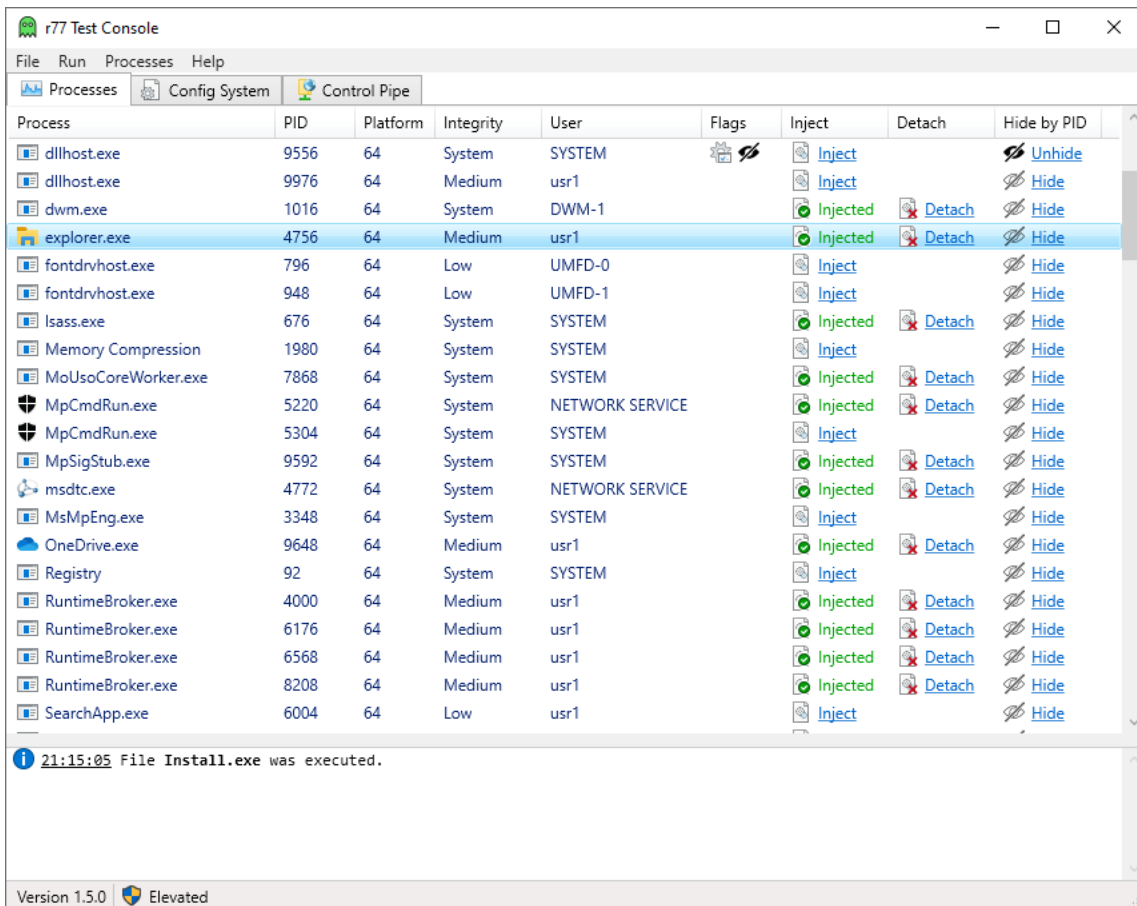 r77 Test Console
File Run Processes Help
Processes Config System Control Pipe
Process PID Platform Integrity User Flags Inject Detach Hide by PID
dllhost.exe 9556 64 System SYSTEM Inject Unhide
dllhost.exe 9976 64 Medium usr1 Inject Hide
dwm.exe 1016 64 System DWM-1 Injected Detach Hide
explorer.exe 4756 64 Medium usr1 Injected Detach Hide
fontdrvhost.exe 796 64 Low UMFD-0 Inject Hide
fontdrvhost.exe 948 64 Low UMFD-1 Inject Hide
lsass.exe 676 64 System SYSTEM Injected Detach Hide
Memory Compression 1980 64 System SYSTEM Inject Hide
MoUsoCoreWorker.exe 7868 64 System SYSTEM Injected Detach Hide
MpCmdRun.exe 5220 64 System NETWORK SERVICE Injected Detach Hide
MpCmdRun.exe 5304 64 System SYSTEM Inject Hide
MpSigStub.exe 9592 64 System SYSTEM Injected Detach Hide
msdtc.exe 4772 64 System NETWORK SERVICE Injected Detach Hide
MsMpEng.exe 3348 64 System SYSTEM Inject Hide
OneDrive.exe 9648 64 Medium usr1 Injected Detach Hide
Registry 92 64 System SYSTEM Inject Hide
RuntimeBroker.exe 4000 64 Medium usr1 Injected Detach Hide
RuntimeBroker.exe 6176 64 Medium usr1 Injected Detach Hide
RuntimeBroker.exe 6568 64 Medium usr1 Injected Detach Hide
RuntimeBroker.exe 8208 64 Medium usr1 Injected Detach Hide
SearchApp.exe 6004 64 Low usr1 Inject Hide
21:15:05 File Install.exe was executed.
Version 1.5.0 Elevated